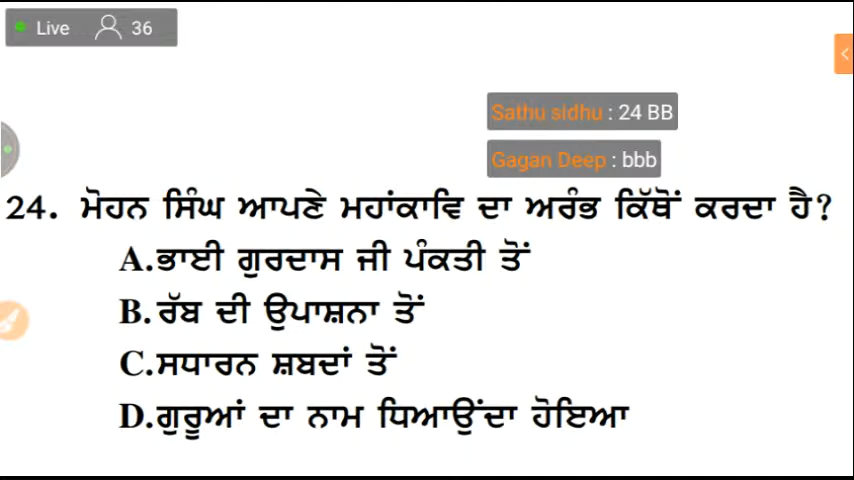 Live 36
Sathu sidhu : 24 BB
Gagan Deep : bbb
24. ਮੋਹਨ ਸਿੰਘ ਆਪਣੇ ਮਹਾਂਕਾਵਿ ਦਾ ਅਰੰਭ ਕਿੱਥੋਂ ਕਰਦਾ ਹੈ?
A.ਭਾਈ ਗੁਰਦਾਸ ਜੀ ਪੰਕਤੀ ਤੋਂ
B.ਰੱਬ ਦੀ ਉਪਾਸ਼ਨਾ ਤੋਂ
C.ਸਧਾਰਨ ਸ਼ਬਦਾਂ ਤੋਂ
D.ਗੁਰੂਆਂ ਦਾ ਨਾਮ ਧਿਆਉਂਦਾ ਹੋਇਆ